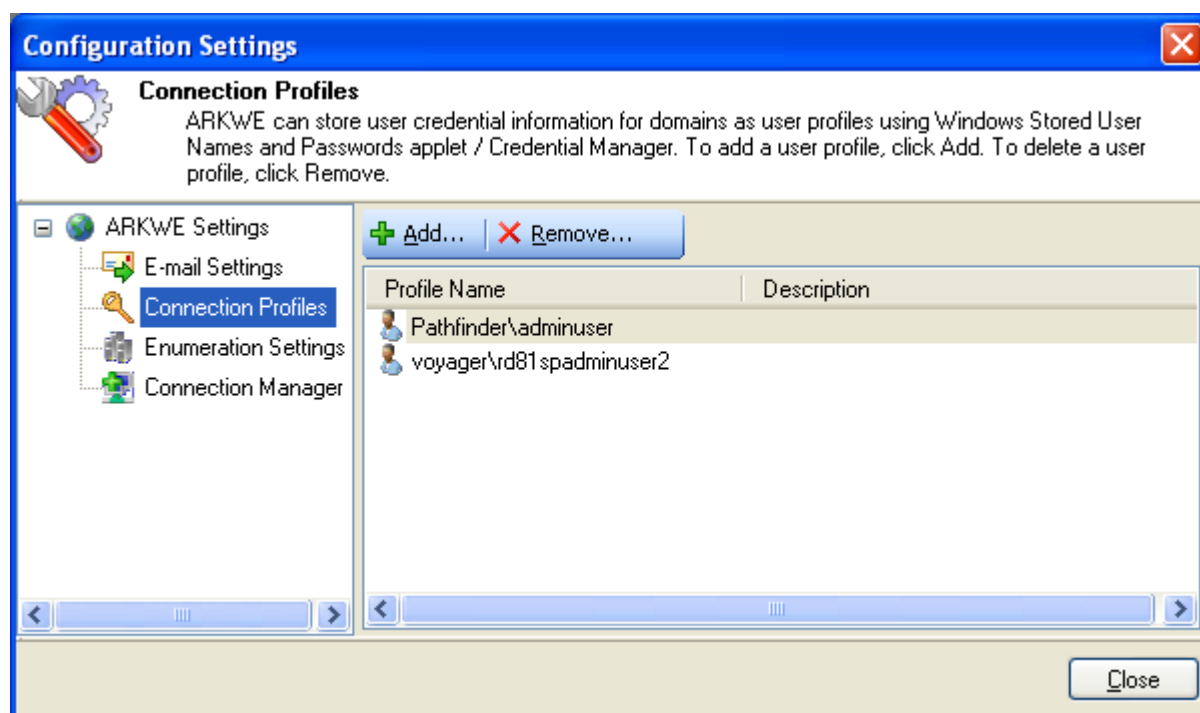 Configuration Settings
Connection Profiles
ARKWE can store user credential information for domains as user profiles using Windows Stored User
Names and Passwords applet / Credential Manager. To add a user profile, click Add. To delete a user
profile, click Remove.
ARKWE Settings
E-mail Settings
Connection Profiles
Enumeration Settings
Connection Manager
Add... Remove...
Profile Name Description
Pathfinder\adminuser
voyager\rd81spadminuser2
Close